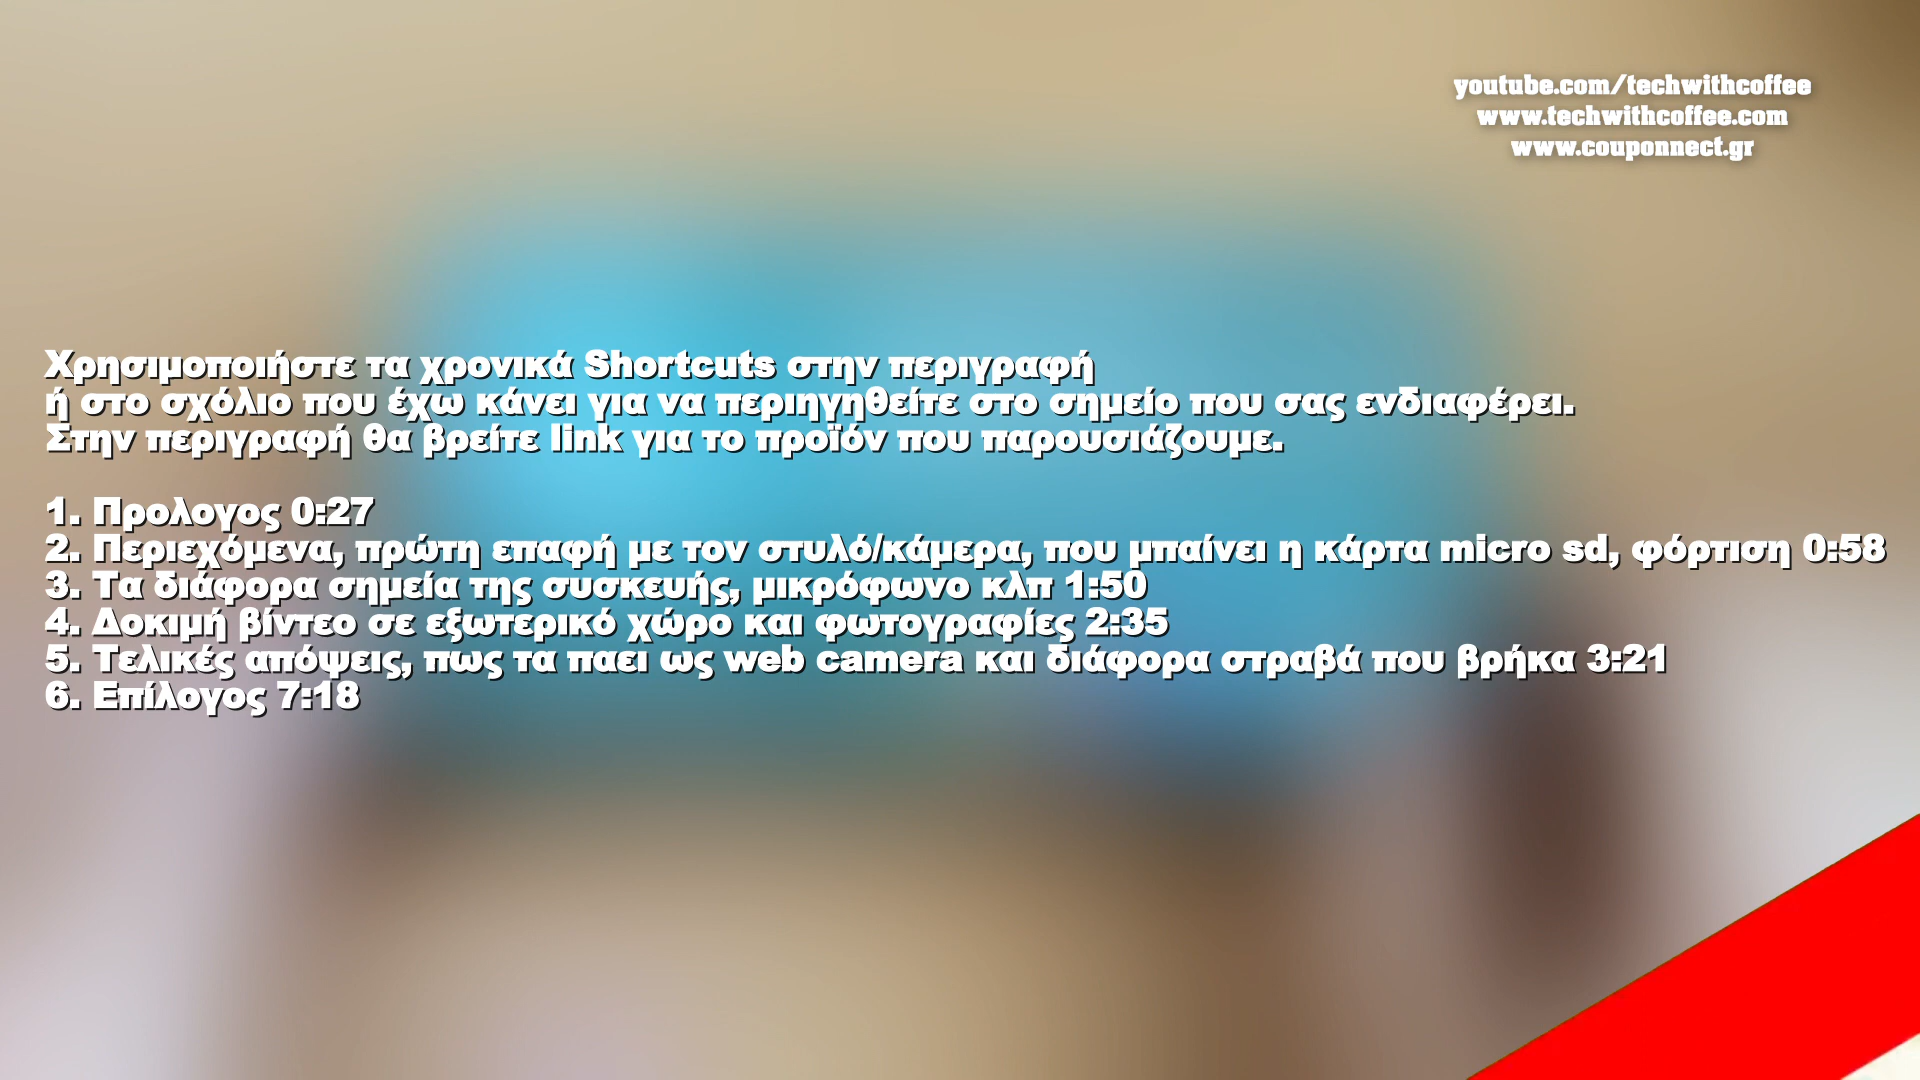 youtube.com/techwithcoffee
www.techwithcoffee.com
www.couponnect.gr
Χρησιμοποιήστε τα χρονικά Shortcuts στην περιγραφή
ή στο σχόλιο που έχω κάνει για να περιηγηθείτε στο σημείο που σας ενδιαφέρει.
Στην περιγραφή θα βρείτε link για το προϊόν που παρουσιάζουμε.
1. Προλογος 0:27
2. Περιεχόμενα, πρώτη επαφή με τον στυλό/κάμερα, που μπαίνει η κάρτα micro sd, φόρτιση 0:58
3. Τα διάφορα σημεία της συσκευής, μικρόφωνο κλπ 1:50
4. Δοκιμή βίντεο σε εξωτερικό χώρο και φωτογραφίες 2:35
5. Τελικές απόψεις, πως τα παει ως web camera και διάφορα στραβά που βρήκα 3:21
6. Επίλογος 7:18